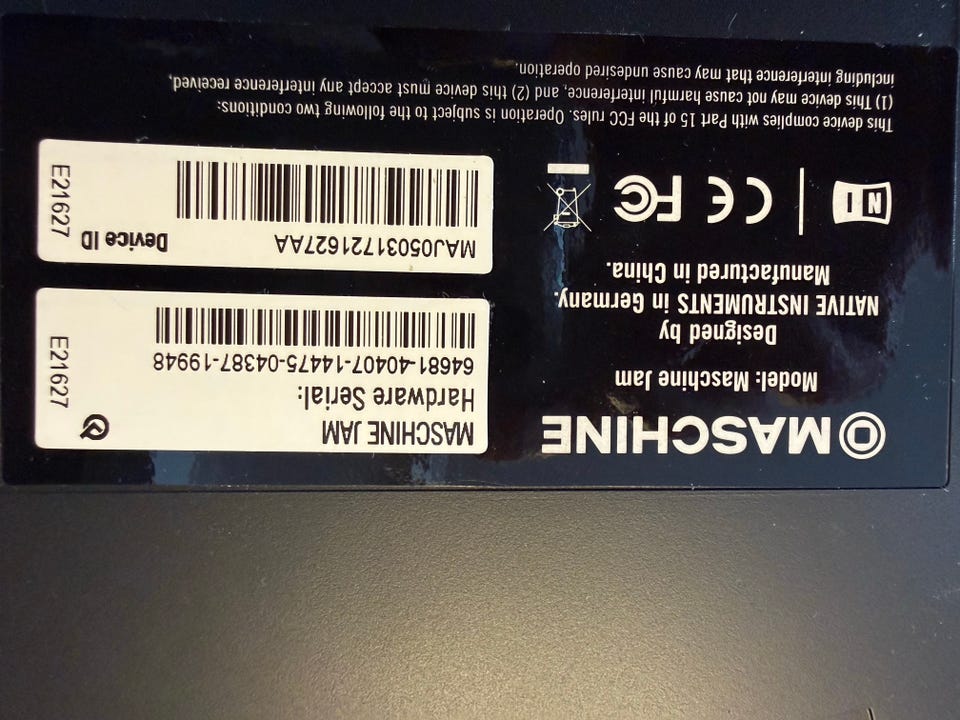 MASCHINE
Model: Maschine Jam
Designed by
NATIVE INSTRUMENTS in Germany.
Manufactured in China.
NI
CE
FC
This device complies with Part 15 of the FCC rules. Operation is subject to the following two conditions:
(1) This device may not cause harmful interference, and (2) this device must accept any interference received,
including interference that may cause undesired operation.
MASCHINE JAM
Hardware Serial:
64681-40407-14475-04387-19948
E21627
MAJ0503171721627AA
Device ID
E21627